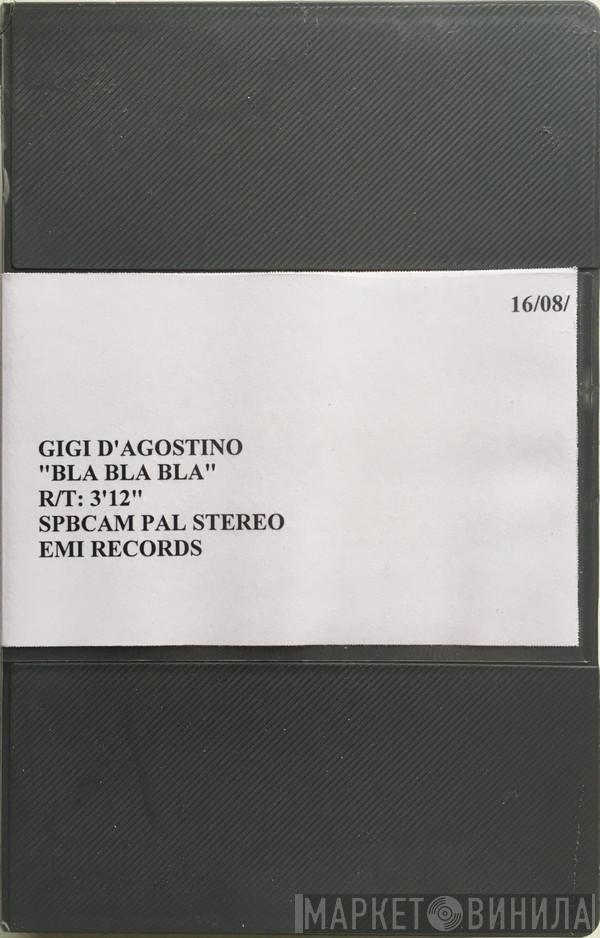 16/08/
GIGI D'AGOSTINO
"BLA BLA BLA"
R/T: 3'12"
SPBCAM PAL STEREO
EMI RECORDS
МАРКЕТ ВИНИЛА